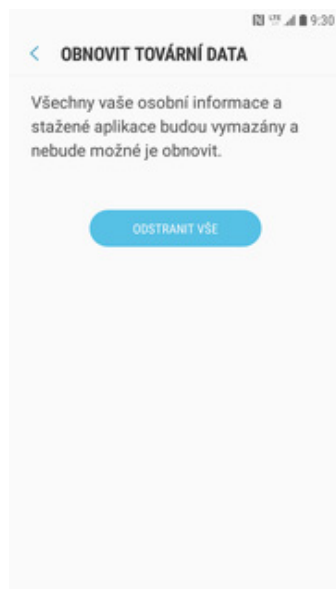 LTE 9:30
OBNOVIT TOVÁRNÍ DATA
Všechny vaše osobní informace a
stažené aplikace budou vymazány a
nebude možné je obnovit.
ODSTRANIT VŠE